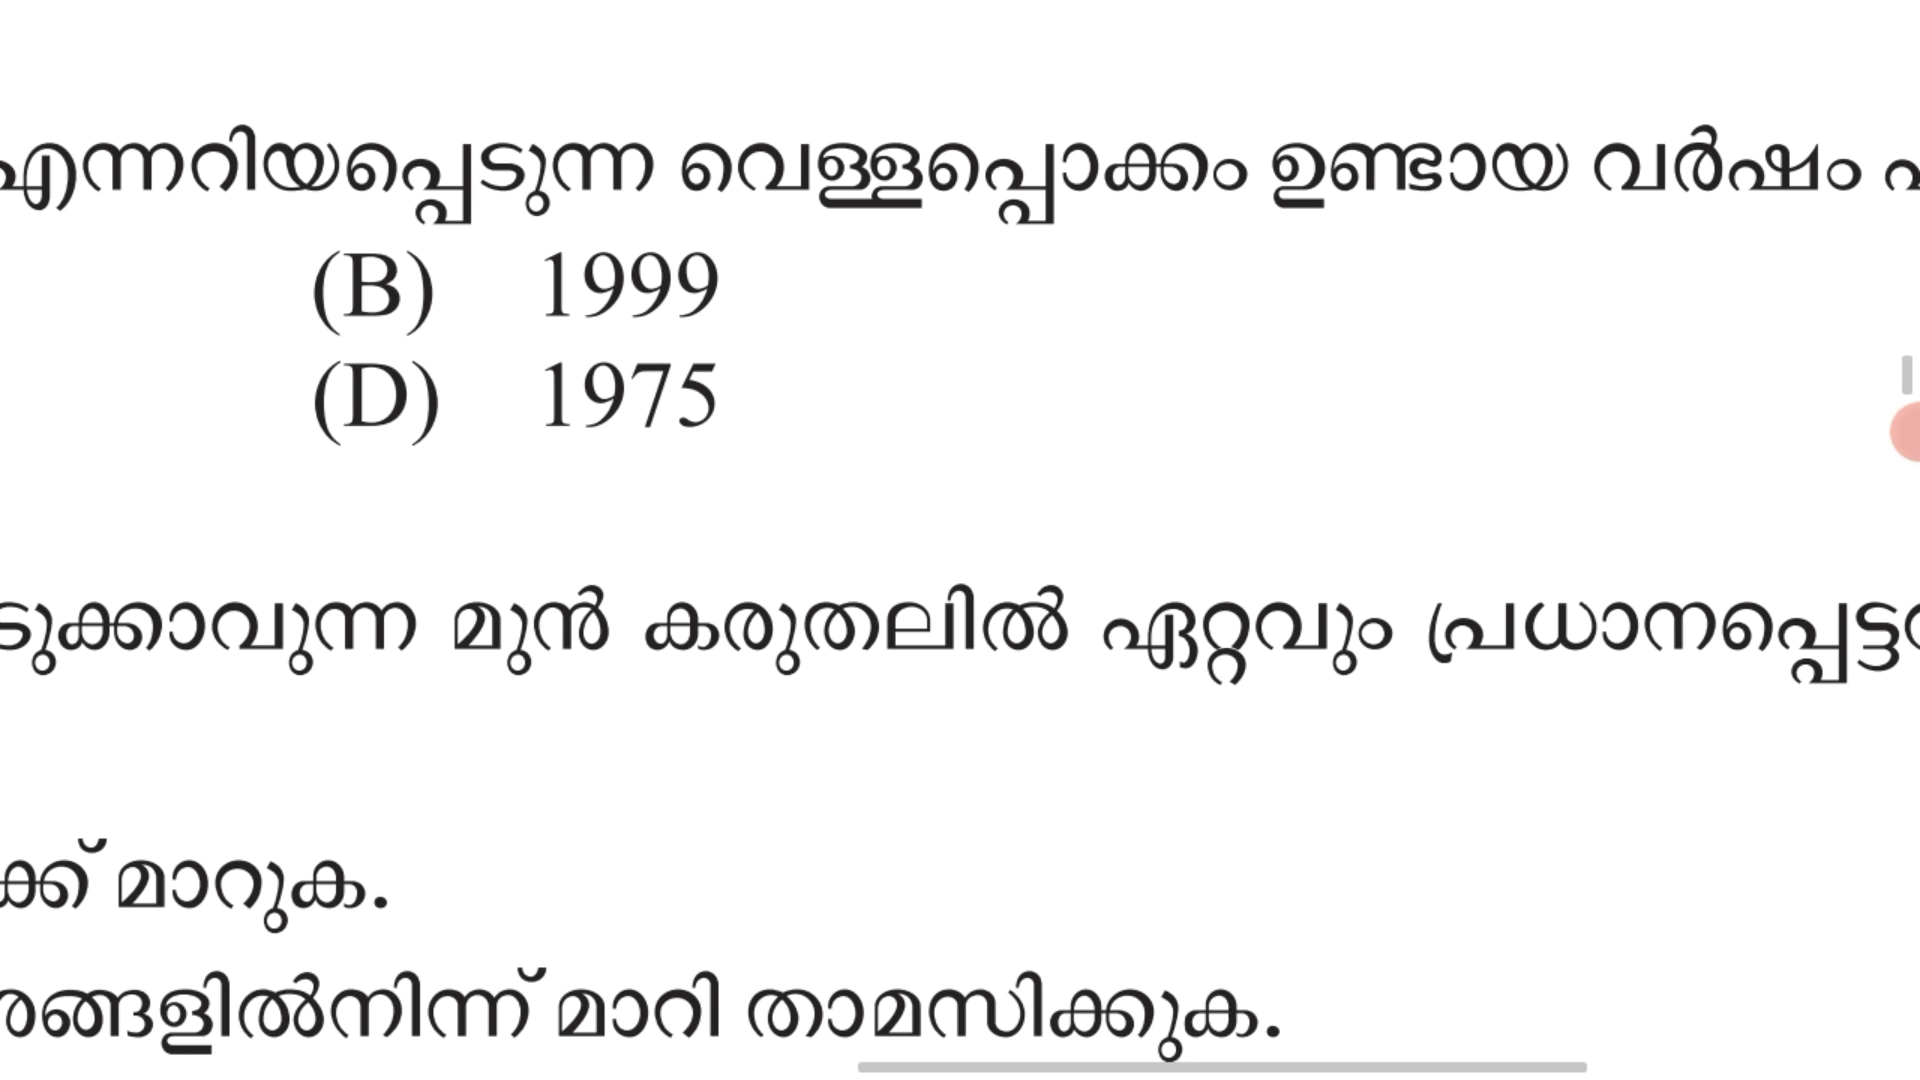 എന്നറിയപ്പെടുന്ന വെള്ളപ്പൊക്കം ഉണ്ടായ വർഷം
(B) 1999
(D) 1975
ടുക്കാവുന്ന മുൻ കരുതലിൽ ഏറ്റവും പ്രധാനപ്പെട്ട
ക്ക് മാറുക.
രങ്ങളിൽനിന്ന് മാറി താമസിക്കുക.